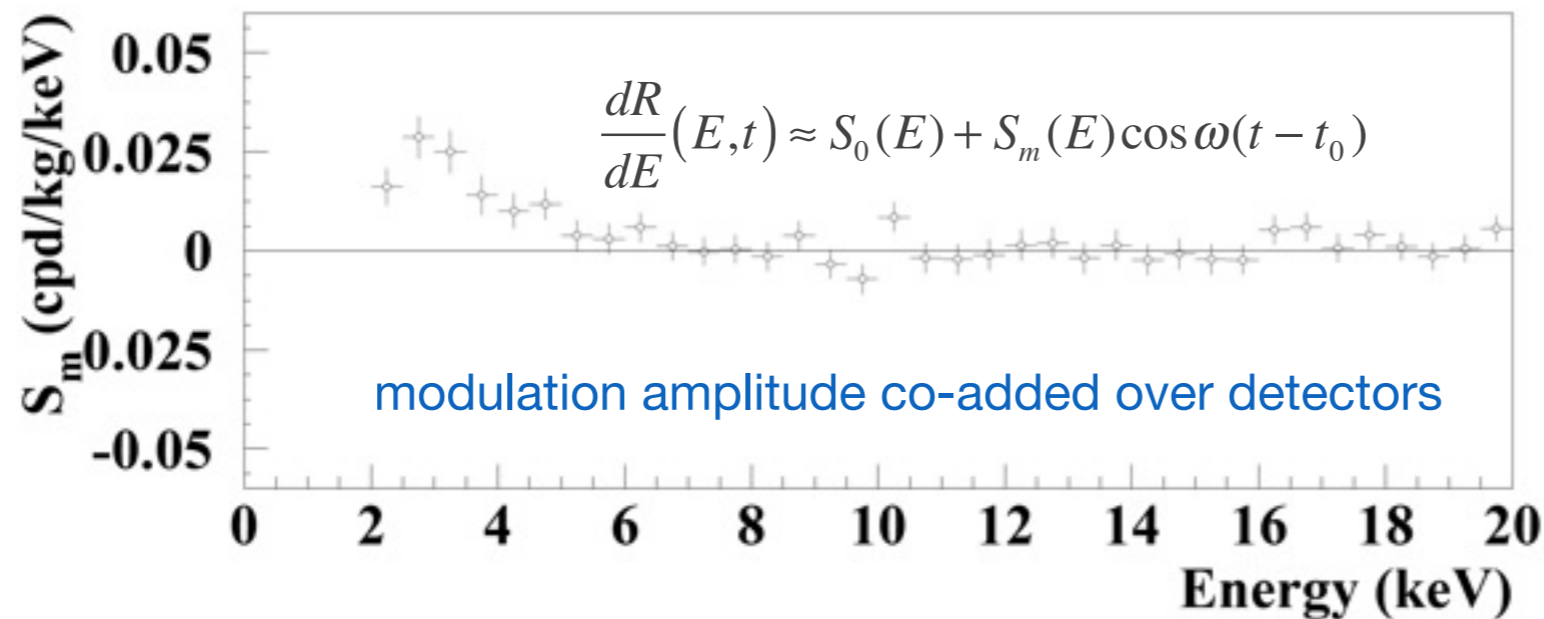 S_m (cpd/kg/keV)
0.05
0.025
0
0.025
-0.05
dR/dE (E,t) ≈ S_0(E) + S_m(E) cos ω(t − t_0)
modulation amplitude co-added over detectors
0 2 4 6 8 10 12 14 16 18 20
Energy (keV)